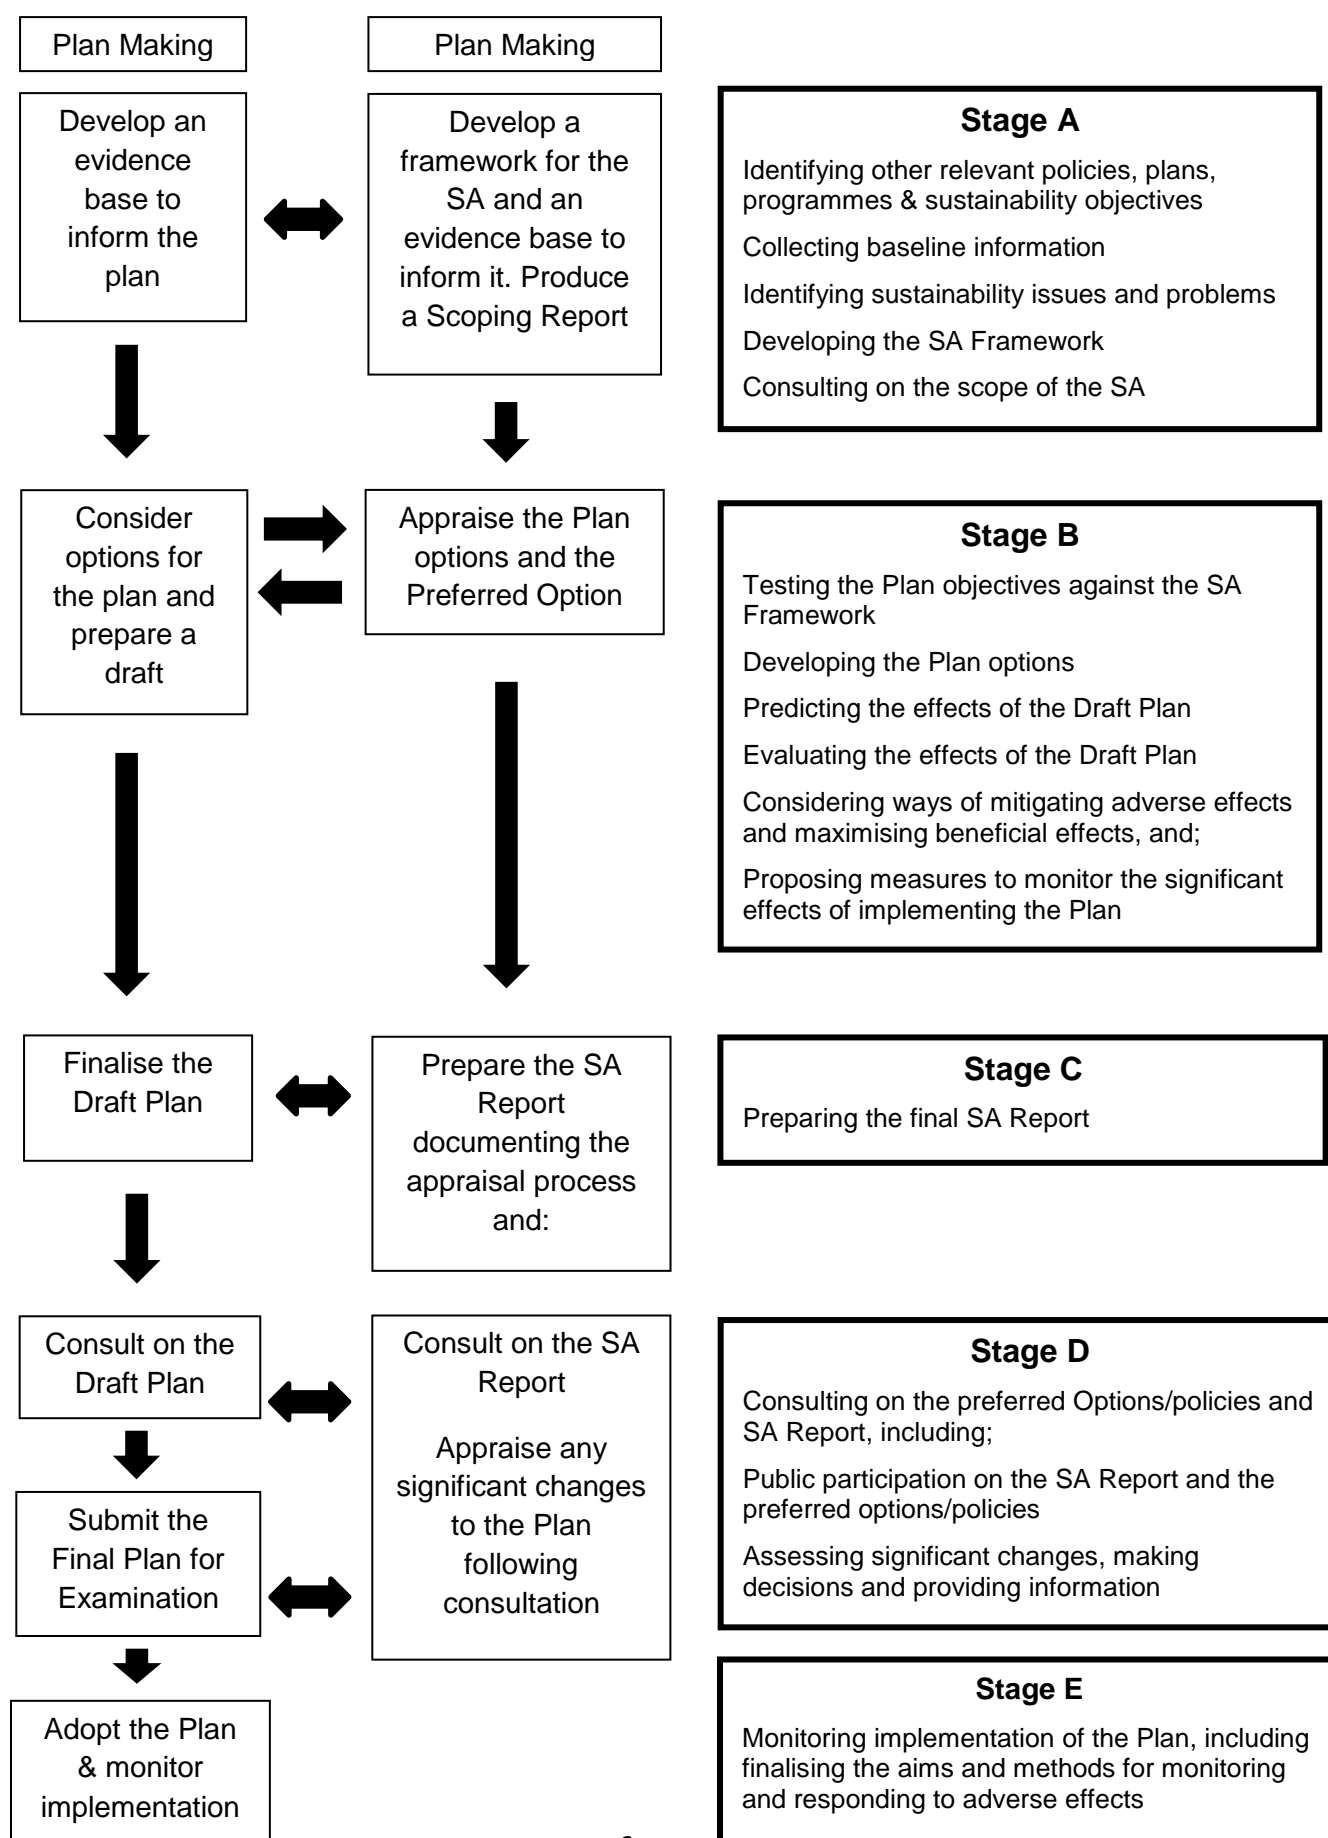 Plan Making
Plan Making
Develop an
evidence
base to
inform the
plan
Develop a
framework for the
SA and an
evidence base to
inform it. Produce
a Scoping Report
Stage A
Identifying other relevant policies, plans,
programmes & sustainability objectives
Collecting baseline information
Identifying sustainability issues and problems
Developing the SA Framework
Consulting on the scope of the SA
Consider
options for
the plan and
prepare a
draft
Appraise the Plan
options and the
Preferred Option
Stage B
Testing the Plan objectives against the SA
Framework
Developing the Plan options
Predicting the effects of the Draft Plan
Evaluating the effects of the Draft Plan
Considering ways of mitigating adverse effects
and maximising beneficial effects, and;
Proposing measures to monitor the significant
effects of implementing the Plan
Finalise the
Draft Plan
Prepare the SA
Report
documenting the
appraisal process
and:
Stage C
Preparing the final SA Report
Consult on the
Draft Plan
Consult on the SA
Report
Appraise any
significant changes
to the Plan
following
consultation
Stage D
Consulting on the preferred Options/policies and
SA Report, including;
Public participation on the SA Report and the
preferred options/policies
Assessing significant changes, making
decisions and providing information
Submit the
Final Plan for
Examination
Adopt the Plan
& monitor
implementation
Stage E
Monitoring implementation of the Plan, including
finalising the aims and methods for monitoring
and responding to adverse effects